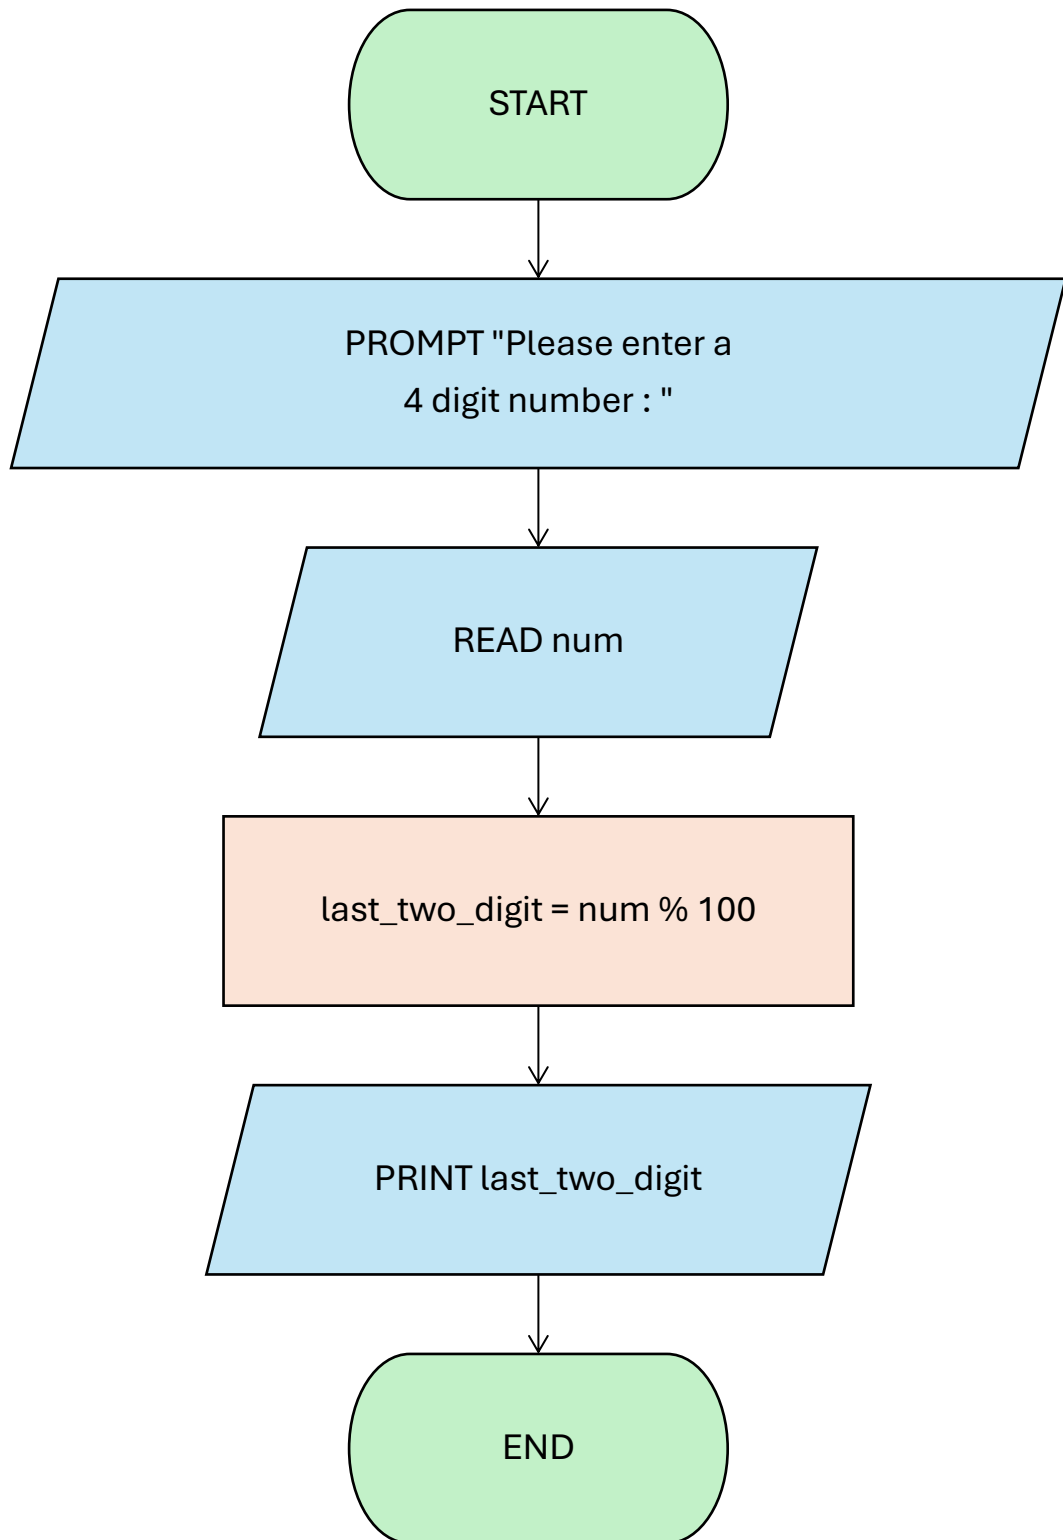 START
PROMPT "Please enter a
4 digit number : "
READ num
last_two_digit = num % 100
PRINT last_two_digit
END